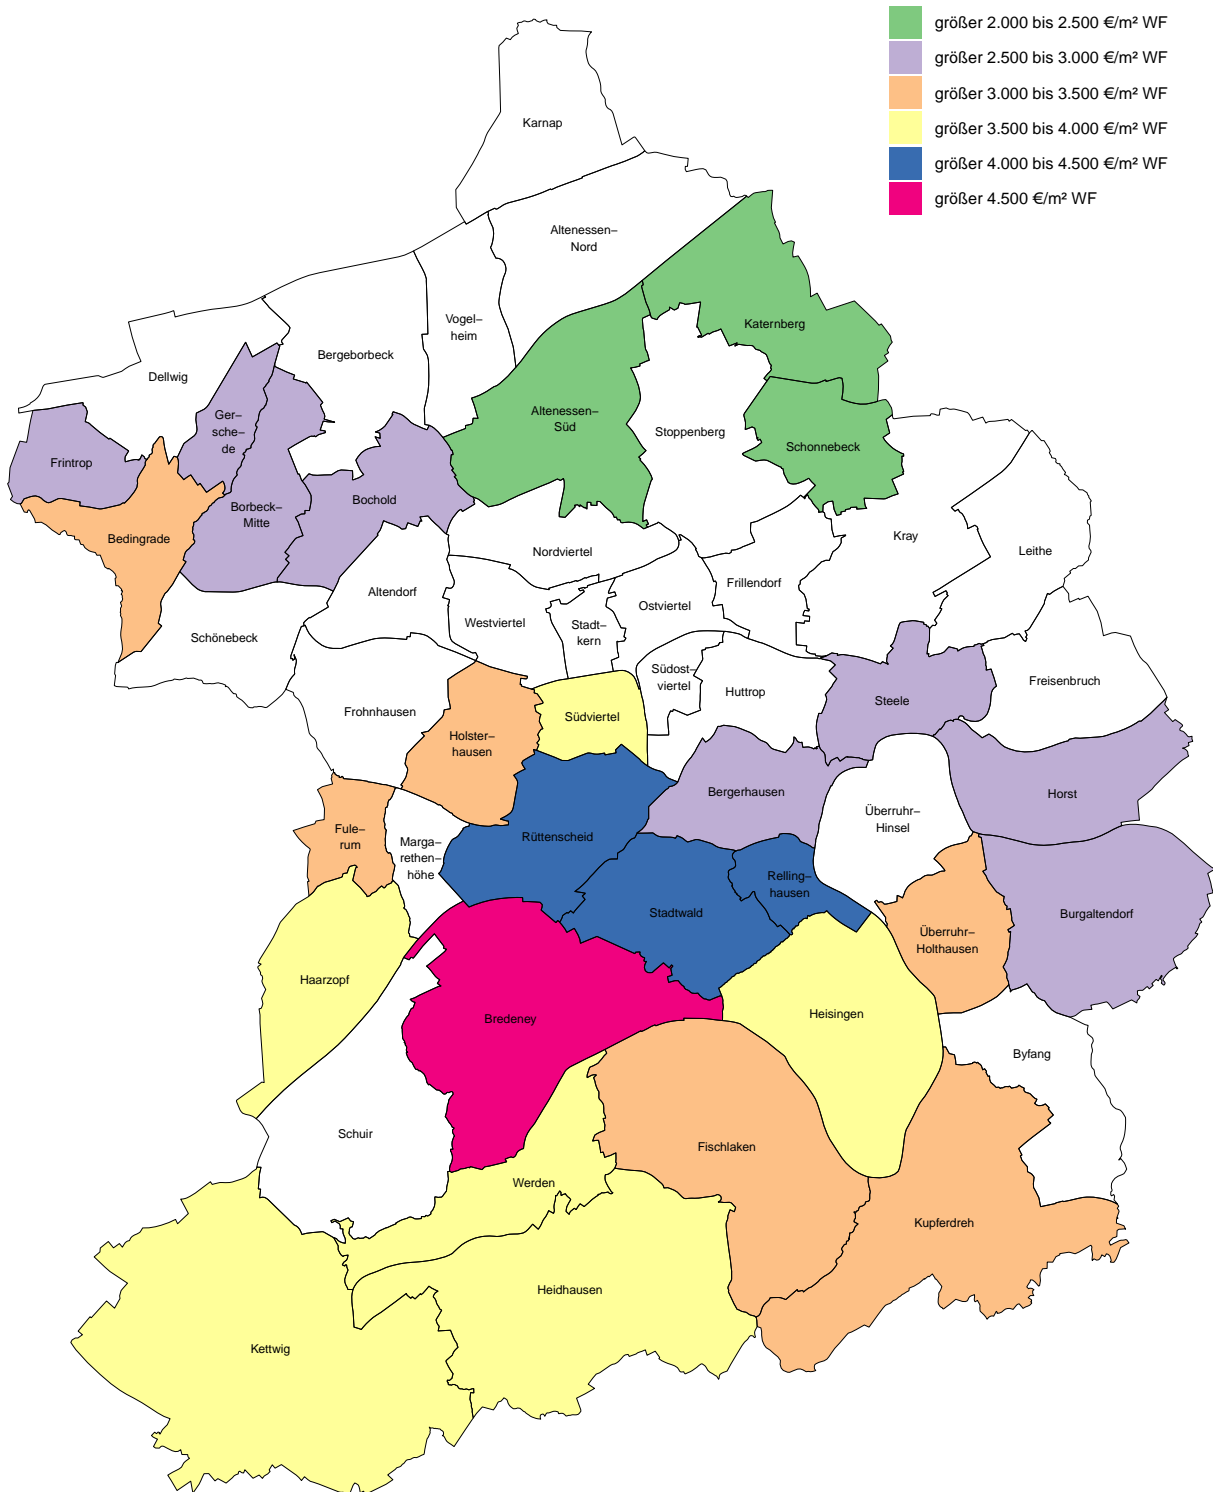 größer 2.000 bis 2.500 €/m² WF
größer 2.500 bis 3.000 €/m² WF
größer 3.000 bis 3.500 €/m² WF
größer 3.500 bis 4.000 €/m² WF
größer 4.000 bis 4.500 €/m² WF
größer 4.500 €/m² WF
Karnap
Altenessen–
Nord
Vogel–
heim
Katernberg
Bergeborbeck
Dellwig
Altenessen–
Süd
Ger–
sche–
de
Stoppenberg
Schonnebeck
Frintrop
Bochold
Borbeck–
Mitte
Bedingrade
Kray
Leithe
Nordviertel
Frillendorf
Altendorf
Ostviertel
Westviertel
Stadt–
kern
Schönebeck
Südost–
viertel
Huttrop
Freisenbruch
Steele
Frohnhausen
Südviertel
Holster–
hausen
Bergerhausen
Horst
Überruhr–
Hinsel
Fule–
rum
Rüttenscheid
Marga–
rethen–
höhe
Relling–
hausen
Stadtwald
Burgaltendorf
Überruhr–
Holthausen
Haarzopf
Heisingen
Bredeney
Byfang
Schuir
Fischlaken
Werden
Kupferdreh
Heidhausen
Kettwig